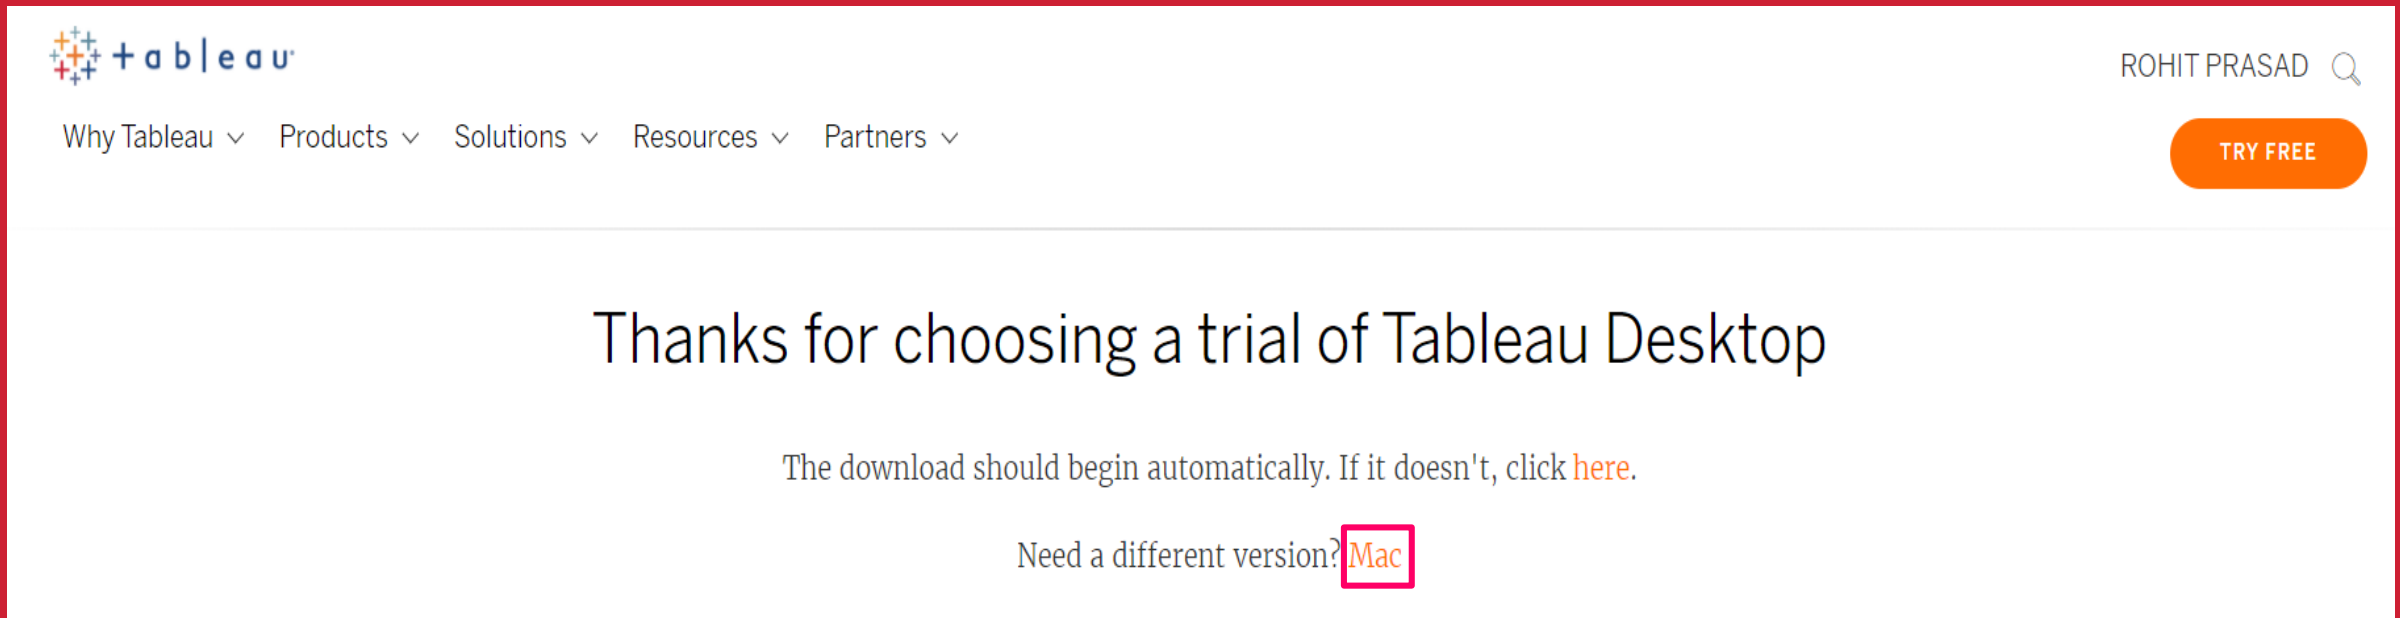 +ableau
ROHIT PRASAD
Why Tableau
Products
Solutions
Resources
Partners
TRY FREE
Thanks for choosing a trial of Tableau Desktop
The download should begin automatically. If it doesn't, click here.
Need a different version? Mac